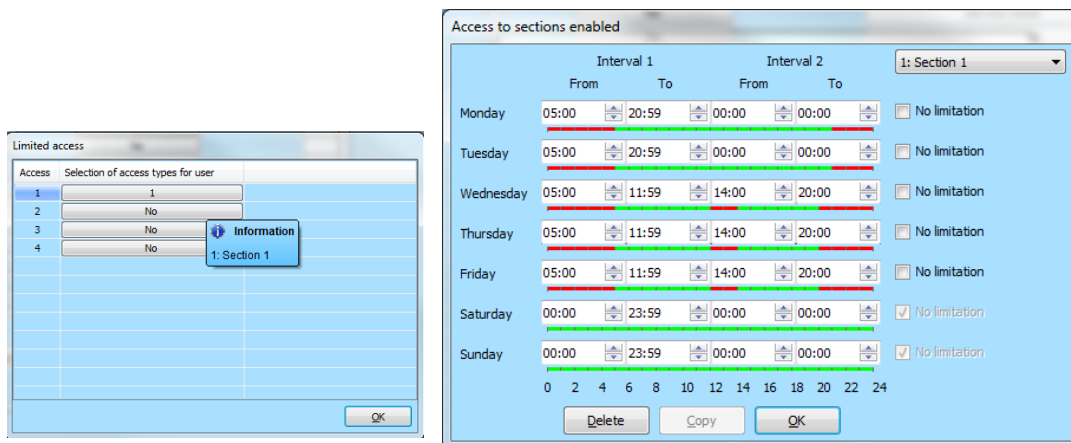 Limited access
Access Selection of access types for user
1 1
2 No
3 No
4 No
Information
1: Section 1
OK
Access to sections enabled
Interval 1 Interval 2 1: Section 1
From To From To
Monday 05:00 20:59 00:00 00:00 No limitation
Tuesday 05:00 20:59 00:00 00:00 No limitation
Wednesday 05:00 11:59 14:00 20:00 No limitation
Thursday 05:00 11:59 14:00 20:00 No limitation
Friday 05:00 11:59 14:00 20:00 No limitation
Saturday 00:00 23:59 00:00 00:00 No limitation
Sunday 00:00 23:59 00:00 00:00 No limitation
0 2 4 6 8 10 12 14 16 18 20 22 24
Delete Copy OK